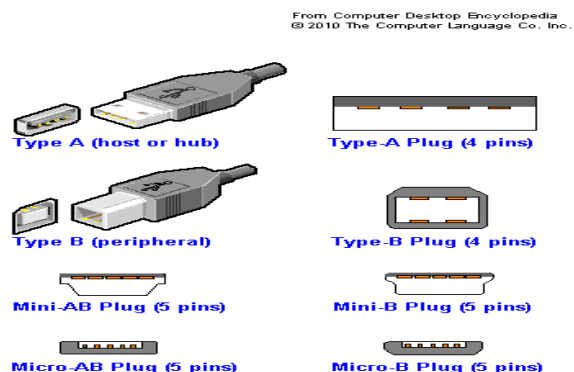 From Computer Desktop Encyclopedia
© 2010 The Computer Language Co. Inc.
Type A (host or hub)
Type-A Plug (4 pins)
Type B (peripheral)
Type-B Plug (4 pins)
Mini-AB Plug (5 pins)
Mini-B Plug (5 pins)
Micro-AB Plug (5 pins)
Micro-B Plug (5 pins)